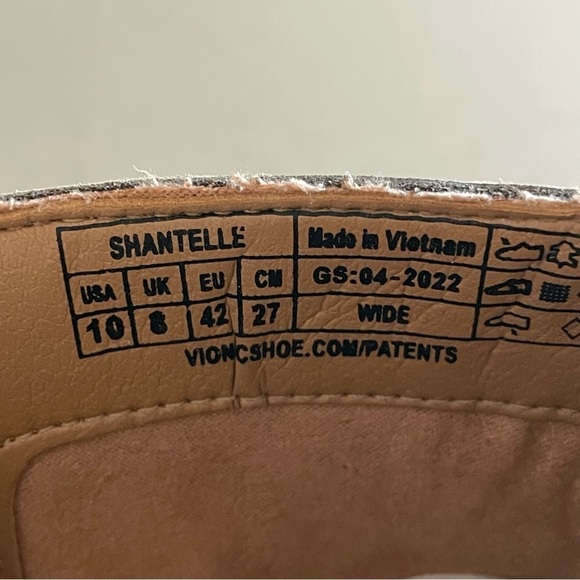 SHANTELLE Made in Vietnam
USA UK EU CM GS:04-2022
10 8 42 27 WIDE
VIONICSHOE.COM/PATENTS